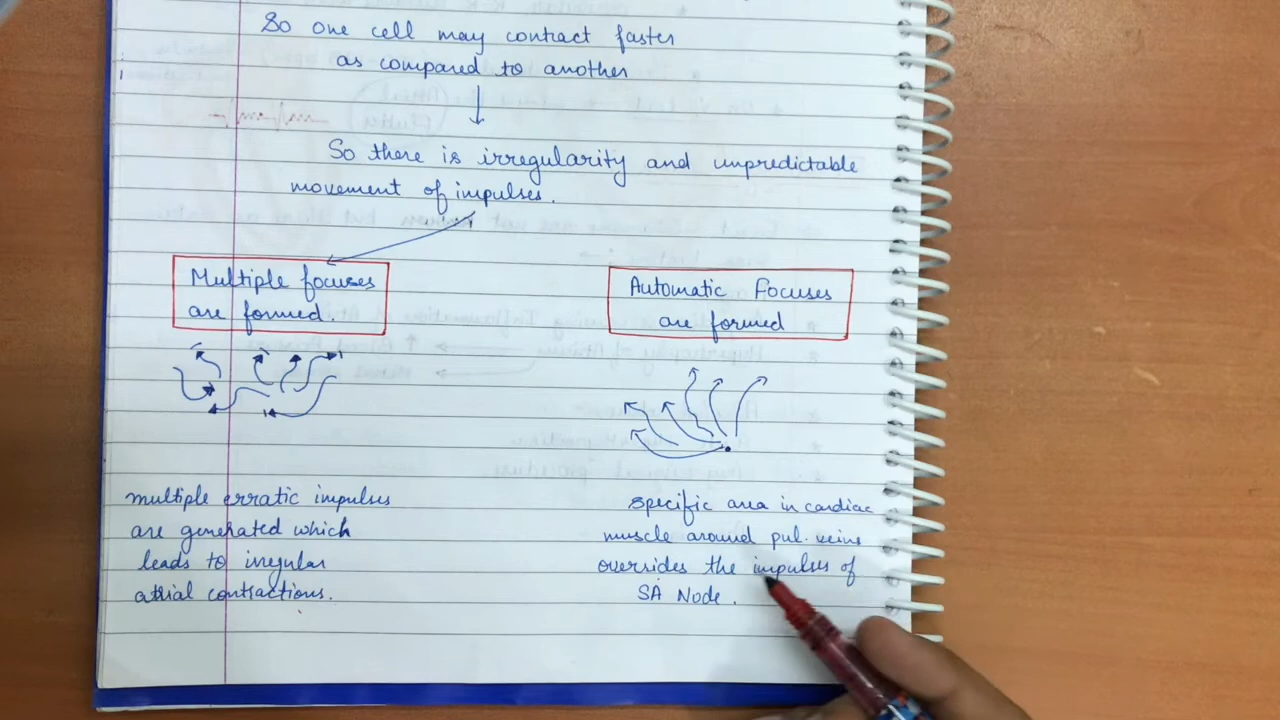 So one cell may contract faster
as compared to another
So there is irregularity and unpredictable
movement of impulses.
Multiple focuses
are formed.
multiple erratic impulses
are generated which
leads to irregular
atrial contractions.
Automatic Focuses
are formed
specific area in cardiac
muscle around pul. veins
oversides the impulses of
SA Node.